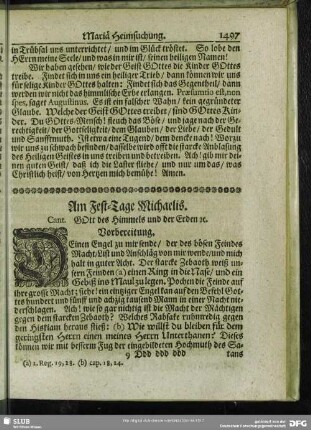 Mariä Heimsuchung. 1497
in Trübsal uns unterrichtet/ und im Glück tröstet. So lobe den
HErrn meine Seele/ und was in mir ist/ seinen heiligen Namen!
Wir haben gesehen/ wie der Geist GOttes die Kinder GOttes
treibe. Findet sich in uns ein heiliger Trieb/ dann können wir uns
für selige Kinder GOttes halten: Findet sich das Gegentheil/ dann
werden wir nicht das himmlische Erbe erlangen. Præsumtio est, non
spes, saget Augustinus. Es ist ein falscher Wahn/ kein gegründeter
Glaube. Welche der Geist GOttes treibet/ sind GOttes Kin-
der. Du GOttes-Mensch! fleuch das Böse/ und jage nach der Ge-
rechtigkeit/ der Gottseligkeit/ dem Glauben/ der Liebe/ der Gedult
und Sanfftmuth. Ist etwa eine Tugend/ dem dencke nach! Worzu
wir uns zu schwach befinden/ dasselbe wird offt die starcke Anblasung
des Heiligen Geistes in uns treiben und betreiben. Ach! gib mir dei-
nen guten Geist/ daß ich die Laster fliehe/ und nur um das/ was
Christlich heist/ von Herzen mich bemühe! Amen.
Am Fest-Tage Michaelis.
Cant. GOtt des Himmels und der Erden ꝛc.
Vorbereitung.
Deinen Engel zu mir sende/ der des bösen Feindes
Macht/ List und Anschläg von mir wende/ und mich
halt in guter Acht. Der starcke Zebaoth weiß un-
sern Feinden (a) einen Ring in die Nase/ und ein
Gebiß ins Maul zu legen. Pochen die Feinde auf
ihre grosse Macht; siehe! ein einziger Engel kan auf den Befehl Got-
tes hundert und fünff und achtzig tausend Mann in einer Nacht nie-
derschlagen. Ach! wie so gar nichtig ist die Macht der Mächtigen
gegen dem starcken Zebaoth? Welches Rabsake ruhmredig gegen
den Hiskiam heraus stieß: (b) Wie willst du bleiben für dem
geringsten HErrn einen meines HErrn Unterthanen? Dieses
können wir mit besserm Fug der eingebildeten Hochmuth des Sa-
9 Ddd ddd ddd tans
(a) 2. Reg. 19, 28. (b) cap. 18, 24.
SLUB
DFG